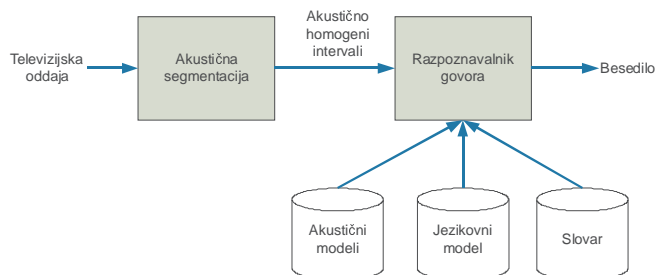 Televizijska
oddaja
Akustična
segmentacija
Akustično
homogeni
intervali
Razpoznavalnik
govora
Besedilo
Akustični
modeli
Jezikovni
model
Slovar